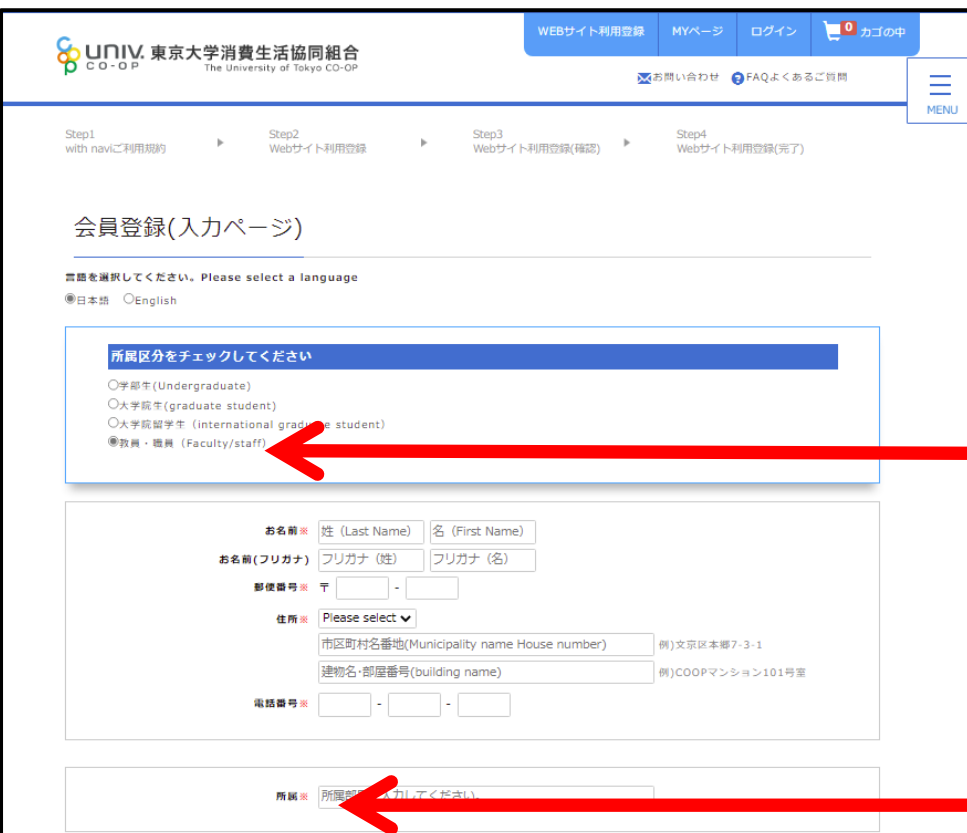 WEBサイト利用登録 MYページ ログイン 0 カゴの中
UNIV. CO-OP 東京大学消費生活協同組合
The University of Tokyo CO-OP
お問い合わせ ?FAQよくあるご質問
MENU
Step1 Step2 Step3 Step4
with naviご利用規約 ▶ Webサイト利用登録 ▶ Webサイト利用登録(確認) ▶ Webサイト利用登録(完了)
会員登録(入力ページ)
言語を選択してください。Please select a language
日本語 English
所属区分をチェックしてください
学部生(Undergraduate)
大学院生(graduate student)
大学院留学生 (international student)
教員・職員 (Faculty/staff)
お名前※ 姓 (Last Name) 名 (First Name)
お名前(フリガナ) フリガナ (姓) フリガナ (名)
郵便番号※ 〒 -
住所※ Please select
市区町村名番地(Municipality name House number) 例)文京区本郷7-3-1
建物名・部屋番号(building name) 例)COOPマンション101号室
電話番号※ - -
所属※ 入力してください。